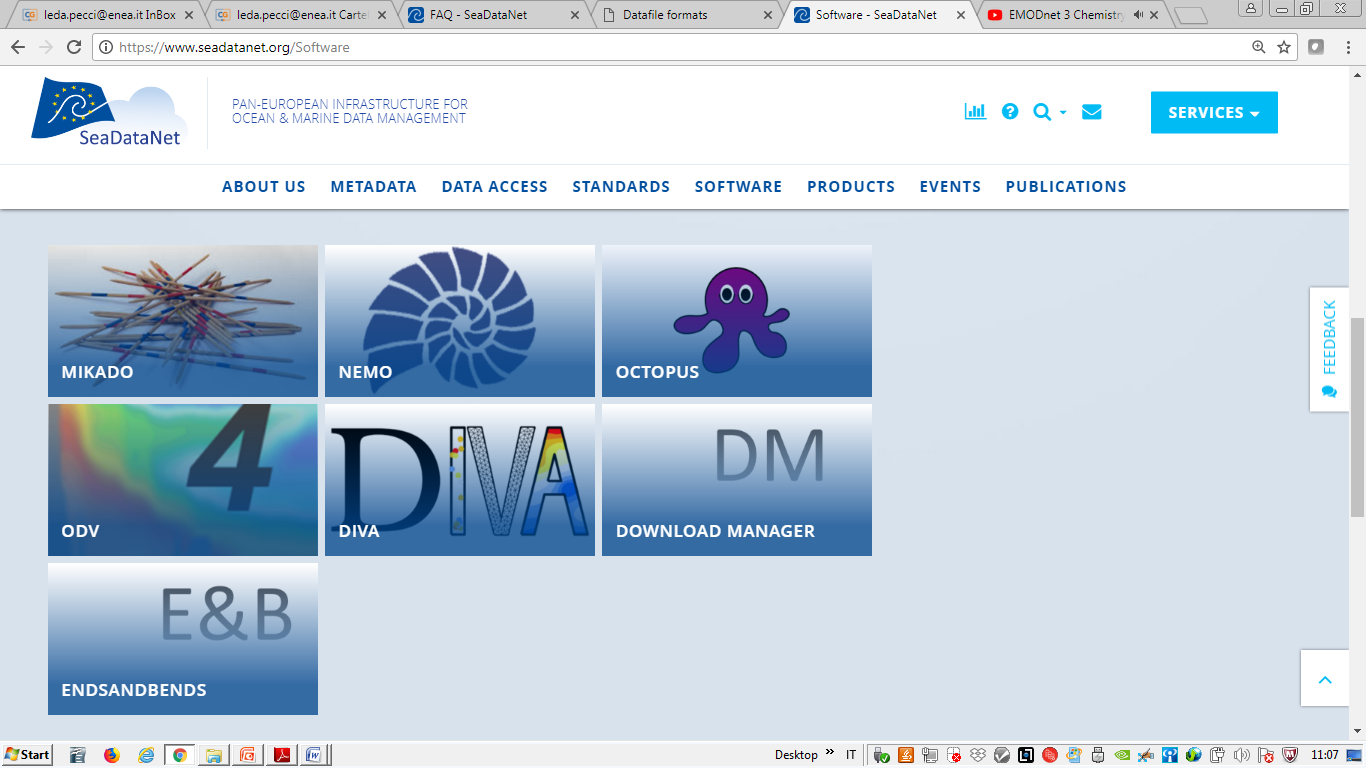 leda.pecci@enea.it InBox
leda.pecci@enea.it Cartel
FAQ - SeaDataNet
Datafile formats
Software - SeaDataNet
EMODnet 3 Chemistry
https://www.seadatanet.org/Software
SeaDataNet
PAN-EUROPEAN INFRASTRUCTURE FOR
OCEAN & MARINE DATA MANAGEMENT
SERVICES
ABOUT US METADATA DATA ACCESS STANDARDS SOFTWARE PRODUCTS EVENTS PUBLICATIONS
MIKADO
NEMO
OCTOPUS
FEEDBACK
4
ODV
DIVA
DIVA
DM
DOWNLOAD MANAGER
E&B
ENDSANDBENDS
Start
Desktop
IT
11:07